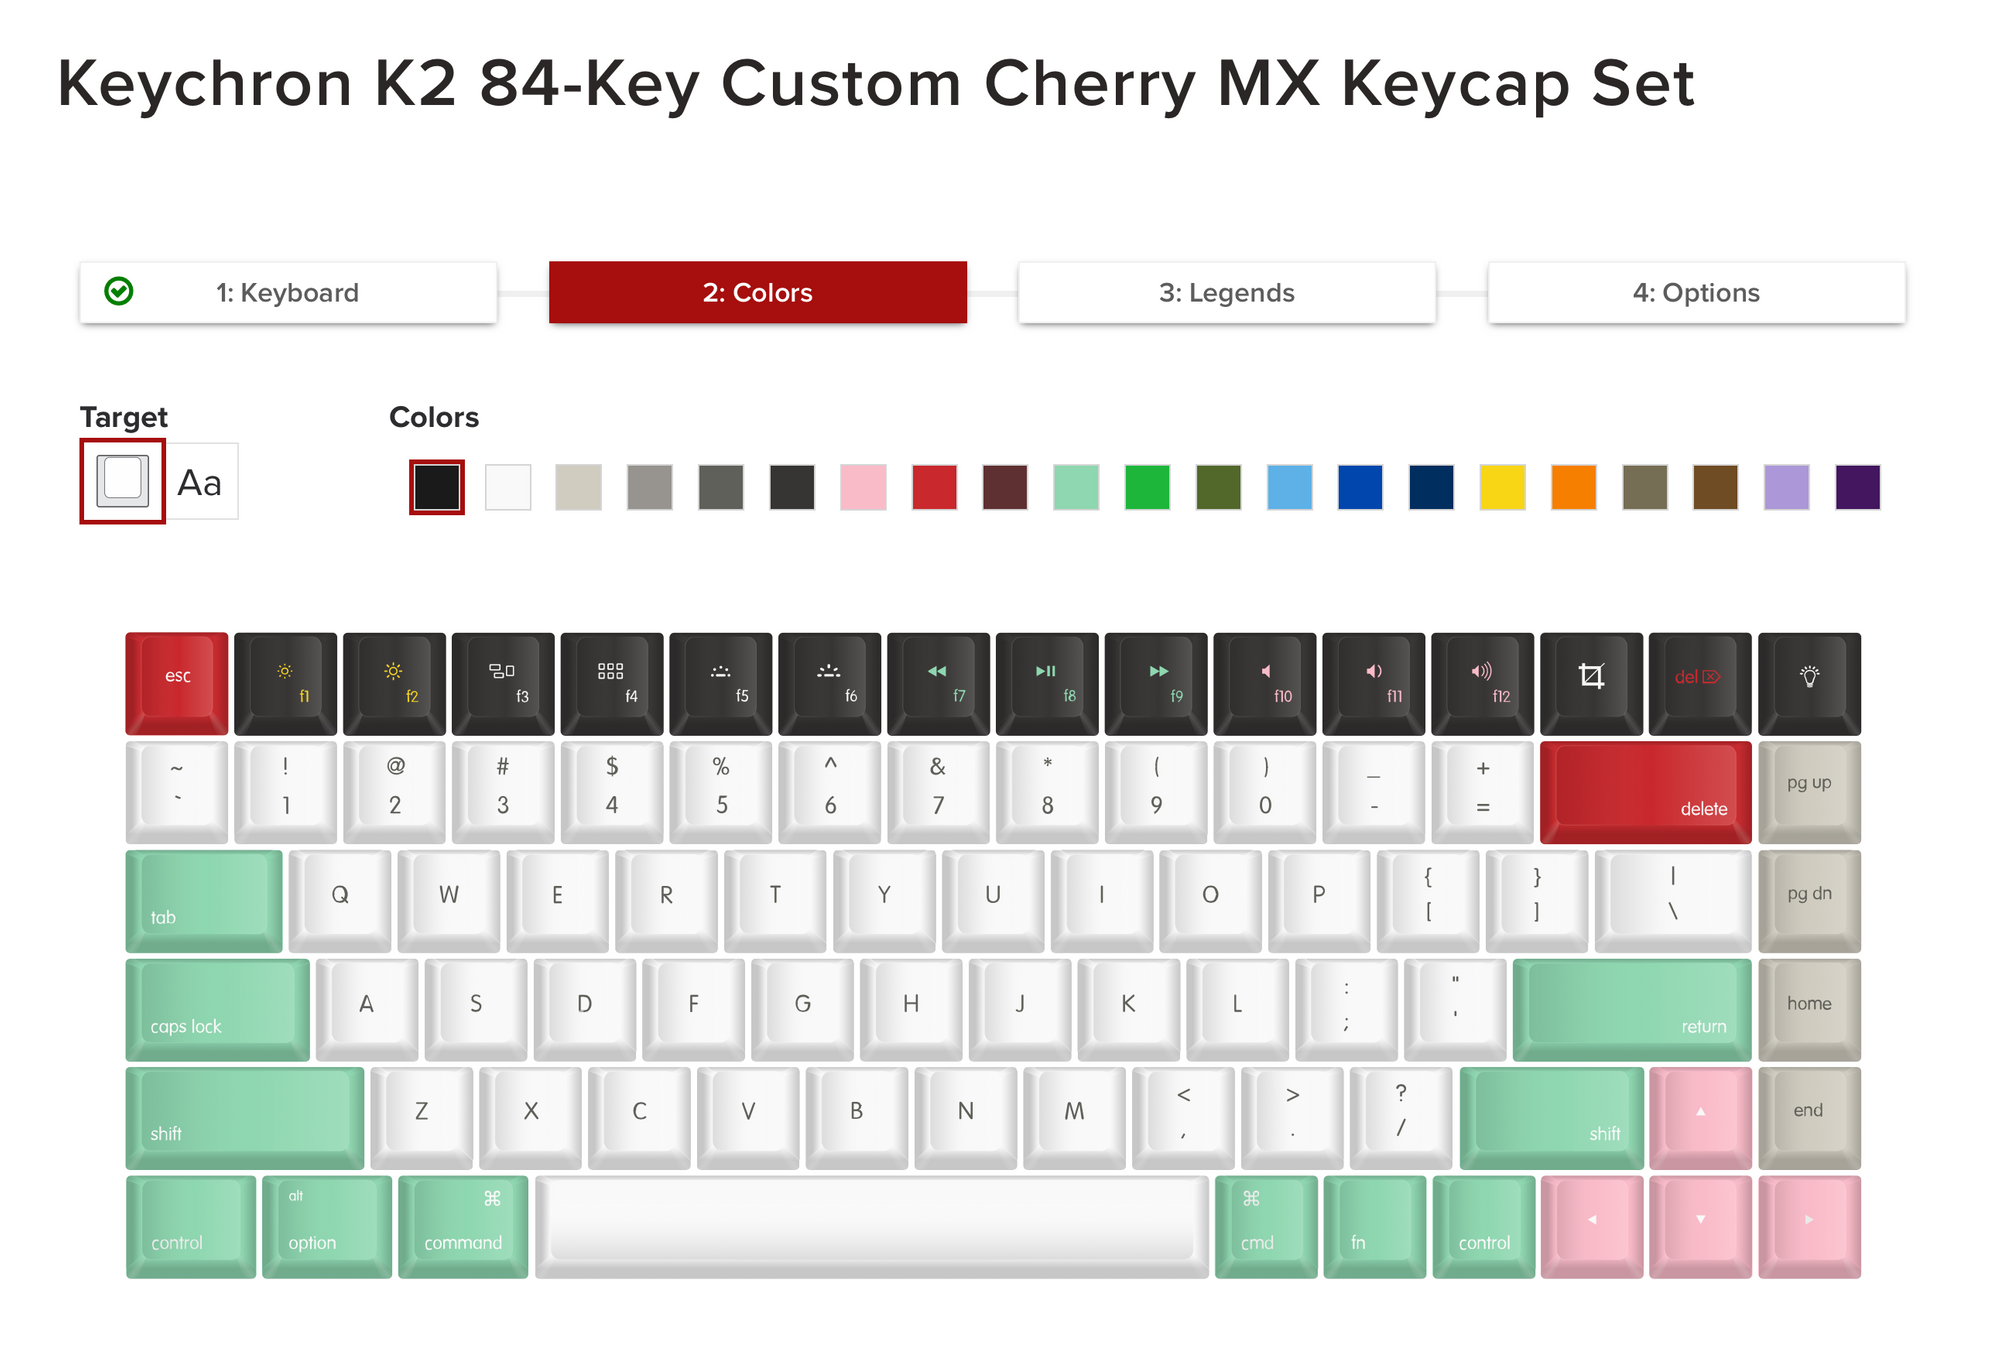 Keychron K2 84-Key Custom Cherry MX Keycap Set
1: Keyboard 2: Colors 3: Legends 4: Options
Target Colors
Aa
esc f1 f2 f3 f4 f5 f6 f7 f8 f9 f10 f11 f12 del
~ ! @ # $ % ^ & * ( ) _ +
` 1 2 3 4 5 6 7 8 9 0 - = delete pg up
tab Q W E R T Y U I O P { [ } ] | \ pg dn
caps lock A S D F G H J K L : ; " ' return home
shift Z X C V B N M < , > . ? / shift ▲ end
control alt option ⌘ command ⌘ cmd fn control ◀ ▼ ▶